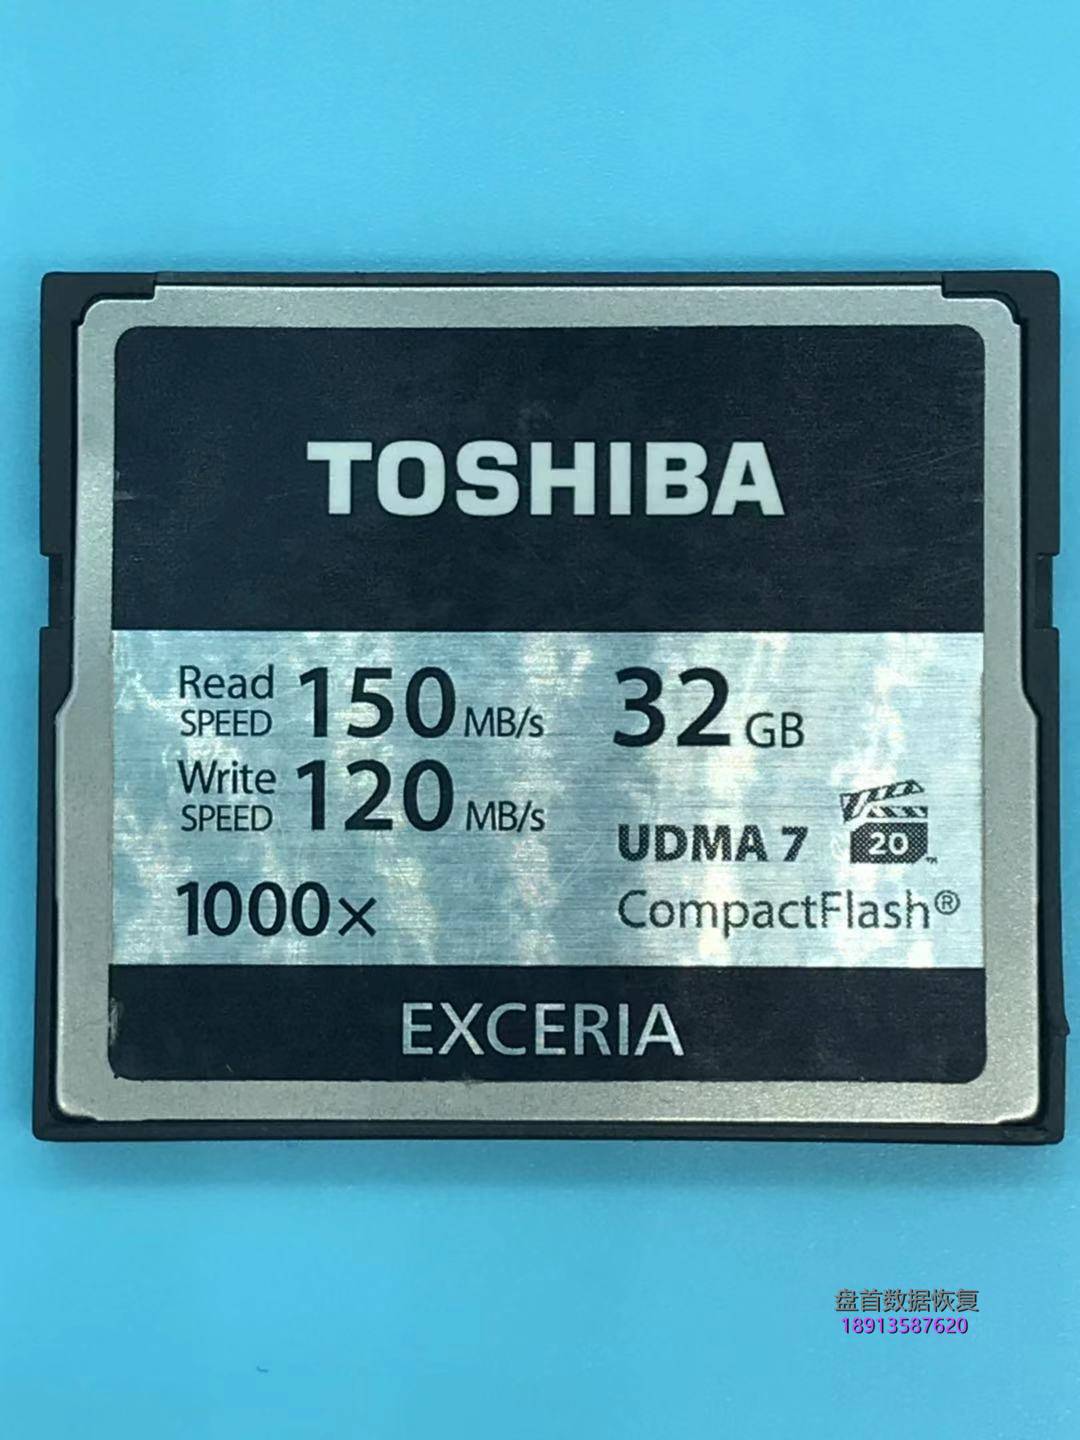 TOSHIBA
Read SPEED 150 MB/s
32 GB
Write SPEED 120 MB/s
UDMA 7
20 ™
1000×
CompactFlash®
EXCERIA
盘首数据恢复
18913587620